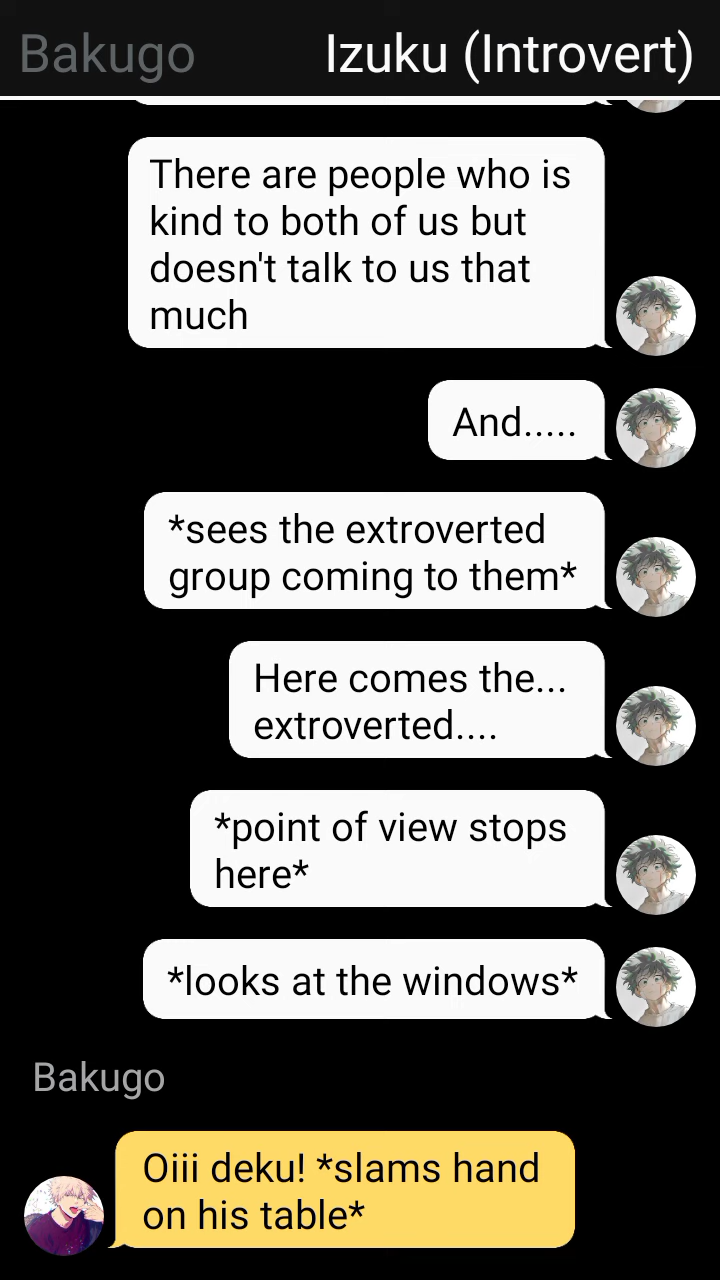 Bakugo
Izuku (Introvert)
There are people who is
kind to both of us but
doesn't talk to us that
much
And.....
*sees the extroverted
group coming to them*
Here comes the...
extroverted....
*point of view stops
here*
*looks at the windows*
Bakugo
Oiii deku! *slams hand
on his table*